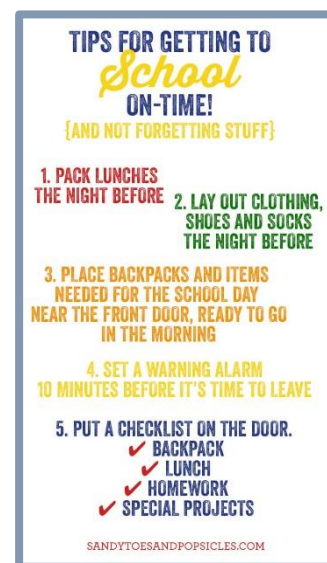 TIPS FOR GETTING TO
School
ON-TIME!
{AND NOT FORGETTING STUFF}
1. PACK LUNCHES
THE NIGHT BEFORE
2. LAY OUT CLOTHING,
SHOES AND SOCKS
THE NIGHT BEFORE
3. PLACE BACKPACKS AND ITEMS
NEEDED FOR THE SCHOOL DAY
NEAR THE FRONT DOOR, READY TO GO
IN THE MORNING
4. SET A WARNING ALARM
10 MINUTES BEFORE IT'S TIME TO LEAVE
5. PUT A CHECKLIST ON THE DOOR.
✔ BACKPACK
✔ LUNCH
✔ HOMEWORK
✔ SPECIAL PROJECTS
SANDYTOESANDPOPSICLES.COM